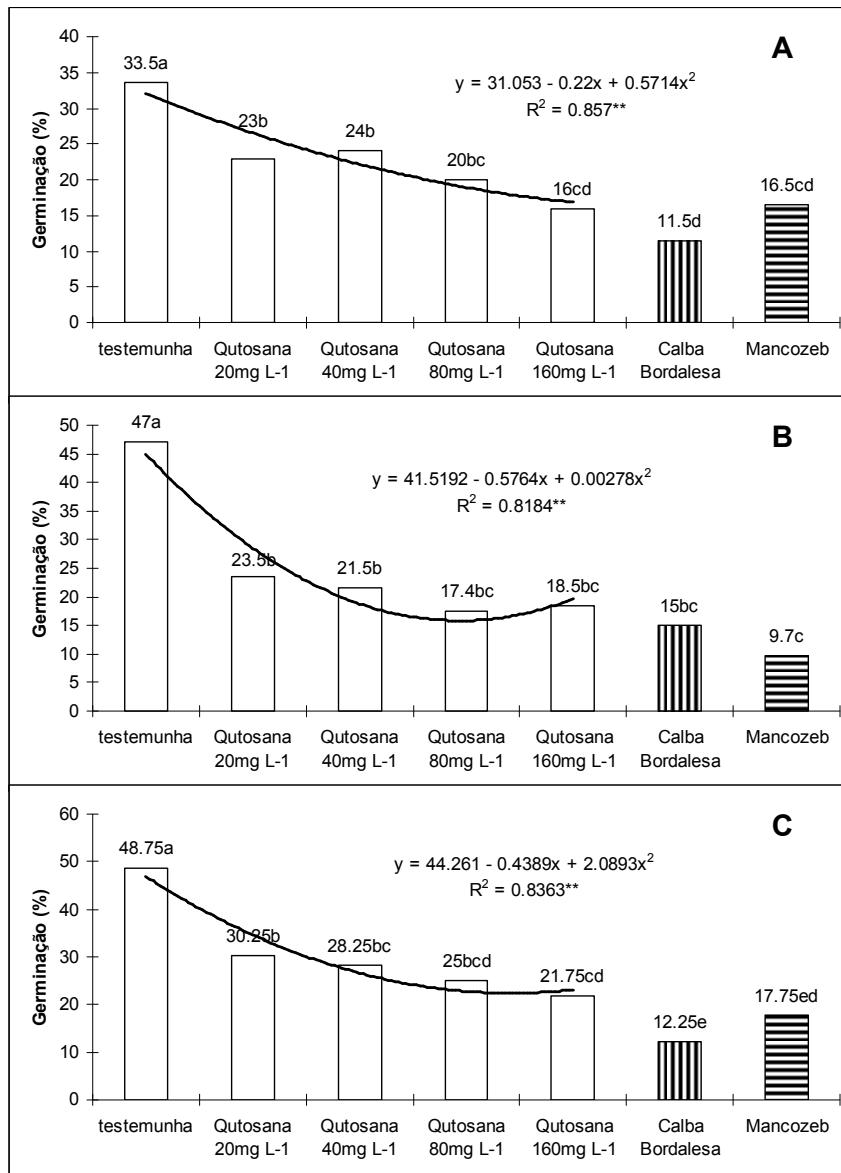 A
40
35
30
25
20
15
10
5
0
Germinação (%)
33.5a
23b
24b
20bc
16cd
11.5d
16.5cd
y = 31.053 - 0.22x + 0.5714x²
R² = 0.857**
testemunha
Qutosana 20mg L-1
Qutosana 40mg L-1
Qutosana 80mg L-1
Qutosana 160mg L-1
Calba Bordalesa
Mancozeb
B
50
45
40
35
30
25
20
15
10
5
0
Germinação (%)
47a
23.5b
21.5b
17.4bc
18.5bc
15bc
9.7c
y = 41.5192 - 0.5764x + 0.00278x²
R² = 0.8184**
testemunha
Qutosana 20mg L-1
Qutosana 40mg L-1
Qutosana 80mg L-1
Qutosana 160mg L-1
Calba Bordalesa
Mancozeb
C
60
50
40
30
20
10
0
Germinação (%)
48.75a
30.25b
28.25bc
25bcd
21.75cd
12.25e
17.75ed
y = 44.261 - 0.4389x + 2.0893x²
R² = 0.8363**
testemunha
Qutosana 20mg L-1
Qutosana 40mg L-1
Qutosana 80mg L-1
Qutosana 160mg L-1
Calba Bordalesa
Mancozeb